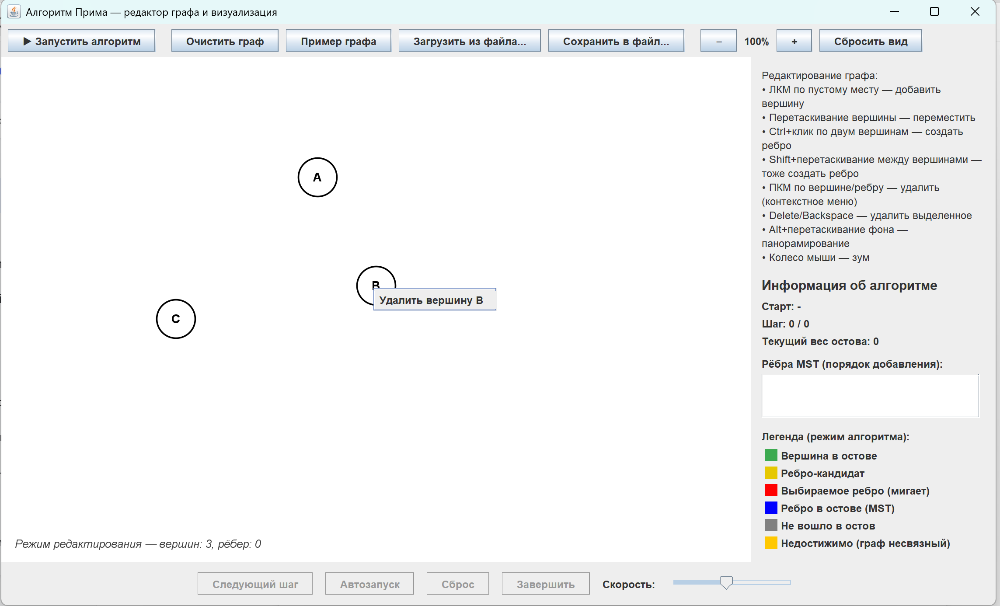 Алгоритм Прима — редактор графа и визуализация
▶ Запустить алгоритм
Очистить граф
Пример графа
Загрузить из файла...
Сохранить в файл...
–
100%
+
Сбросить вид
A
B
Удалить вершину B
C
Режим редактирования — вершин: 3, рёбер: 0
Редактирование графа:
• ЛКМ по пустому месту — добавить
вершину
• Перетаскивание вершины — переместить
• Ctrl+клик по двум вершинам — создать
ребро
• Shift+перетаскивание между вершинами —
тоже создать ребро
• ПКМ по вершине/ребру — удалить
(контекстное меню)
• Delete/Backspace — удалить выделенное
• Alt+перетаскивание фона —
панорамирование
• Колесо мыши — зум
Информация об алгоритме
Старт: -
Шаг: 0 / 0
Текущий вес остова: 0
Рёбра MST (порядок добавления):
Легенда (режим алгоритма):
Вершина в остове
Ребро-кандидат
Выбираемое ребро (мигает)
Ребро в остове (MST)
Не вошло в остов
Недостижимо (граф несвязный)
Следующий шаг
Автозапуск
Сброс
Завершить
Скорость: